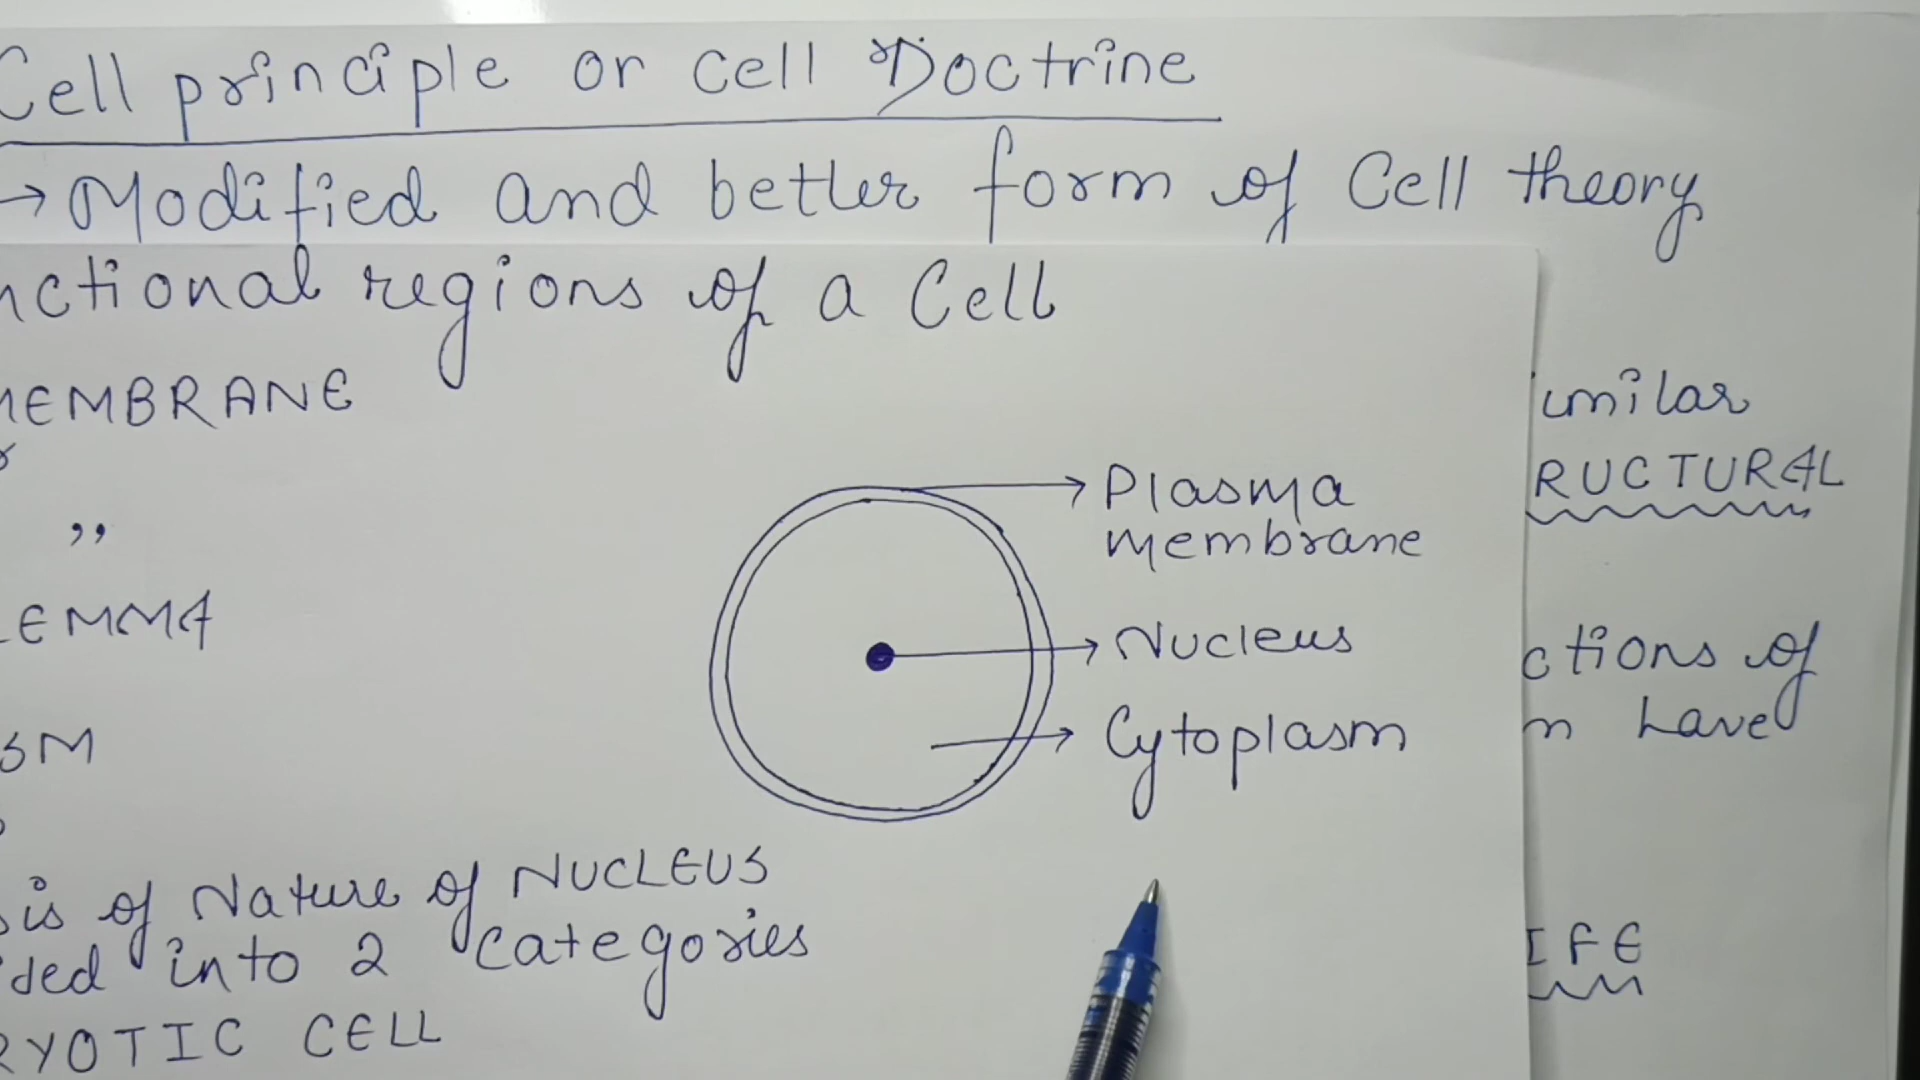 Cell principle or Cell Doctrine
→ Modified and better form of Cell theory
nctional regions of a Cell
MEMBRANE
”
LEMMA
SM
is of Nature of NUCLEUS
ded into 2 Categories
RYOTIC CELL
Plasma
membrane
Nucleus
Cytoplasm
imilar
RUCTURAL
ctions of
m have
IFE